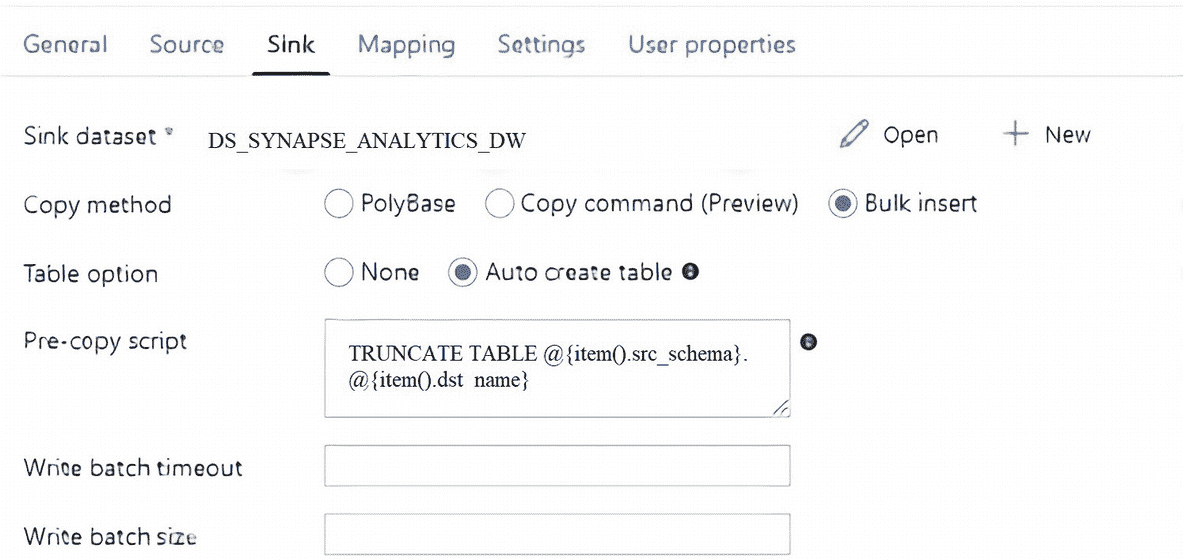 General Source Sink Mapping Settings User properties
Sink dataset * DS_SYNAPSE_ANALYTICS_DW Open New
Copy method PolyBase Copy command (Preview) Bulk insert
Table option None Auto create table
Pre-copy script
TRUNCATE TABLE @{item().src_schema}.
@{item().dst name}
Write batch timeout
Write batch size